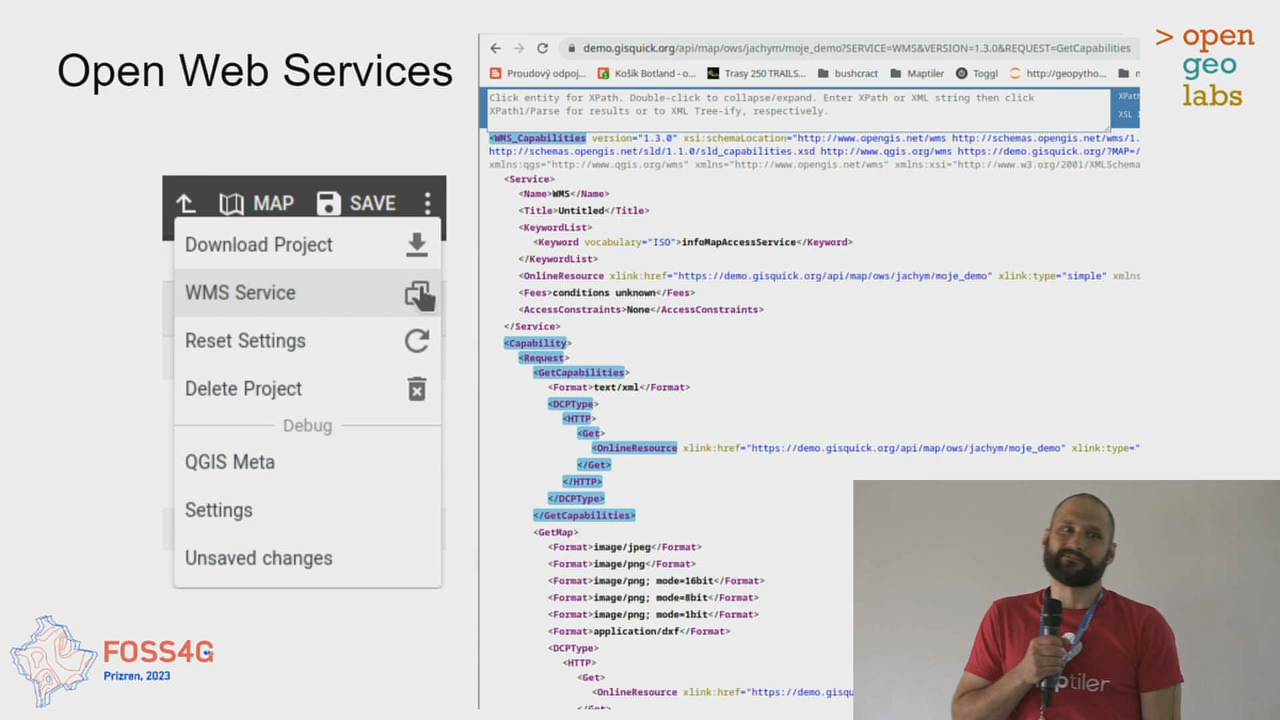 Open Web Services
> open
geo
labs
MAP SAVE
Download Project
WMS Service
Reset Settings
Delete Project
Debug
QGIS Meta
Settings
Unsaved changes
demo.gisquick.org/api/map/ows/jachym/moje_demo?SERVICE=WMS&VERSION=1.3.0&REQUEST=GetCapabilities
Proudový odpoj... Košík Botland - o... Trasy 250 TRAILS... bushcract Maptiler Toggl http://geopytho...
Click entity for XPath. Double-click to collapse/expand. Enter XPath or XML string then click
XPath1/Parse for results or to XML Tree-ify, respectively.
XPath
XSL
<WMS_Capabilities version="1.3.0" xsi:schemaLocation="http://www.opengis.net/wms http://schemas.opengis.net/wms/1.
http://schemas.opengis.net/sld/1.1.0/sld_capabilities.xsd http://www.qgis.org/wms https://demo.gisquick.org/?MAP=/
xmlns:qgs="http://www.qgis.org/wms" xmlns="http://www.opengis.net/wms" xmlns:xsi="http://www.w3.org/2001/XMLSchema
<Service>
<Name>WMS</Name>
<Title>Untitled</Title>
<KeywordList>
<Keyword vocabulary="ISO">infoMapAccessService</Keyword>
</KeywordList>
<OnlineResource xlink:href="https://demo.gisquick.org/api/map/ows/jachym/moje_demo" xlink:type="simple" xmlns
<Fees>conditions unknown</Fees>
<AccessConstraints>None</AccessConstraints>
</Service>
<Capability>
<Request>
<GetCapabilities>
<Format>text/xml</Format>
<DCPType>
<HTTP>
<Get>
<OnlineResource xlink:href="https://demo.gisquick.org/api/map/ows/jachym/moje_demo" xlink:type="
</Get>
</HTTP>
</DCPType>
</GetCapabilities>
<GetMap>
<Format>image/jpeg</Format>
<Format>image/png</Format>
<Format>image/png; mode=16bit</Format>
<Format>image/png; mode=8bit</Format>
<Format>image/png; mode=1bit</Format>
<Format>application/dxf</Format>
<DCPType>
<HTTP>
<Get>
<OnlineResource xlink:href="https://demo.gisqu
</Get>
FOSS4G
Prizren, 2023
ptiler